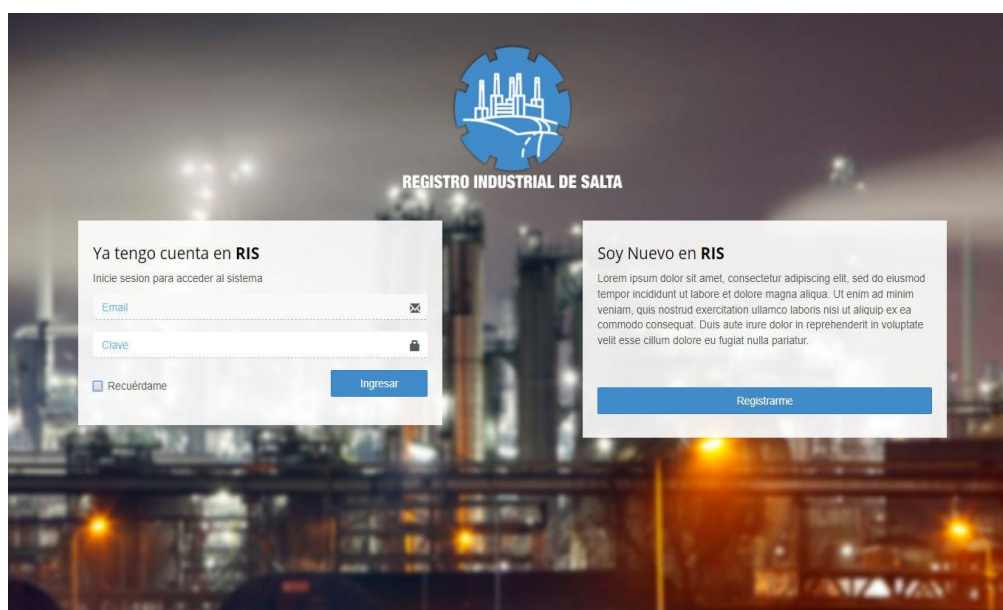 REGISTRO INDUSTRIAL DE SALTA
Ya tengo cuenta en RIS
Inicie sesion para acceder al sistema
Email
Clave
Recuérdame
Ingresar
Soy Nuevo en RIS
Lorem ipsum dolor sit amet, consectetur adipiscing elit, sed do eiusmod
tempor incididunt ut labore et dolore magna aliqua. Ut enim ad minim
veniam, quis nostrud exercitation ullamco laboris nisi ut aliquip ex ea
commodo consequat. Duis aute irure dolor in reprehenderit in voluptate
velit esse cillum dolore eu fugiat nulla pariatur.
Registrarme